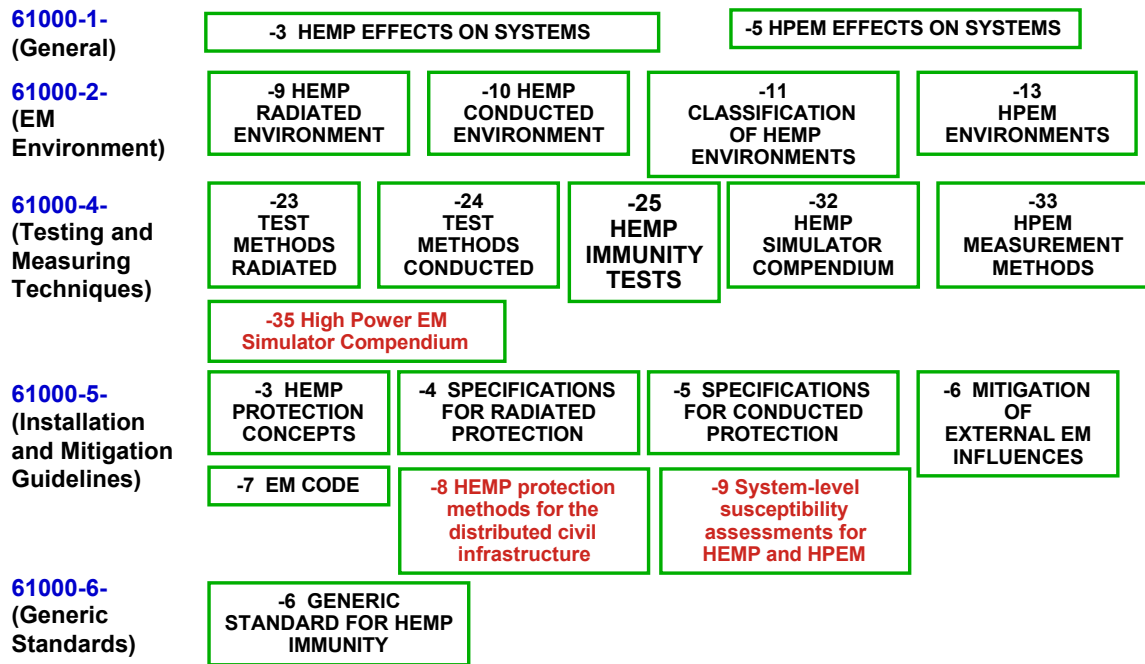 61000-1-
(General)
-3 HEMP EFFECTS ON SYSTEMS
-5 HPEM EFFECTS ON SYSTEMS
61000-2-
(EM
Environment)
-9 HEMP
RADIATED
ENVIRONMENT
-10 HEMP
CONDUCTED
ENVIRONMENT
-11
CLASSIFICATION
OF HEMP
ENVIRONMENTS
-13
HPEM
ENVIRONMENTS
61000-4-
(Testing and
Measuring
Techniques)
-23
TEST
METHODS
RADIATED
-24
TEST
METHODS
CONDUCTED
-25
HEMP
IMMUNITY
TESTS
-32
HEMP
SIMULATOR
COMPENDIUM
-33
HPEM
MEASUREMENT
METHODS
-35 High Power EM
Simulator Compendium
61000-5-
(Installation
and Mitigation
Guidelines)
-3 HEMP
PROTECTION
CONCEPTS
-4 SPECIFICATIONS
FOR RADIATED
PROTECTION
-5 SPECIFICATIONS
FOR CONDUCTED
PROTECTION
-6 MITIGATION
OF
EXTERNAL EM
INFLUENCES
-7 EM CODE
-8 HEMP protection
methods for the
distributed civil
infrastructure
-9 System-level
susceptibility
assessments for
HEMP and HPEM
61000-6-
(Generic
Standards)
-6 GENERIC
STANDARD FOR HEMP
IMMUNITY